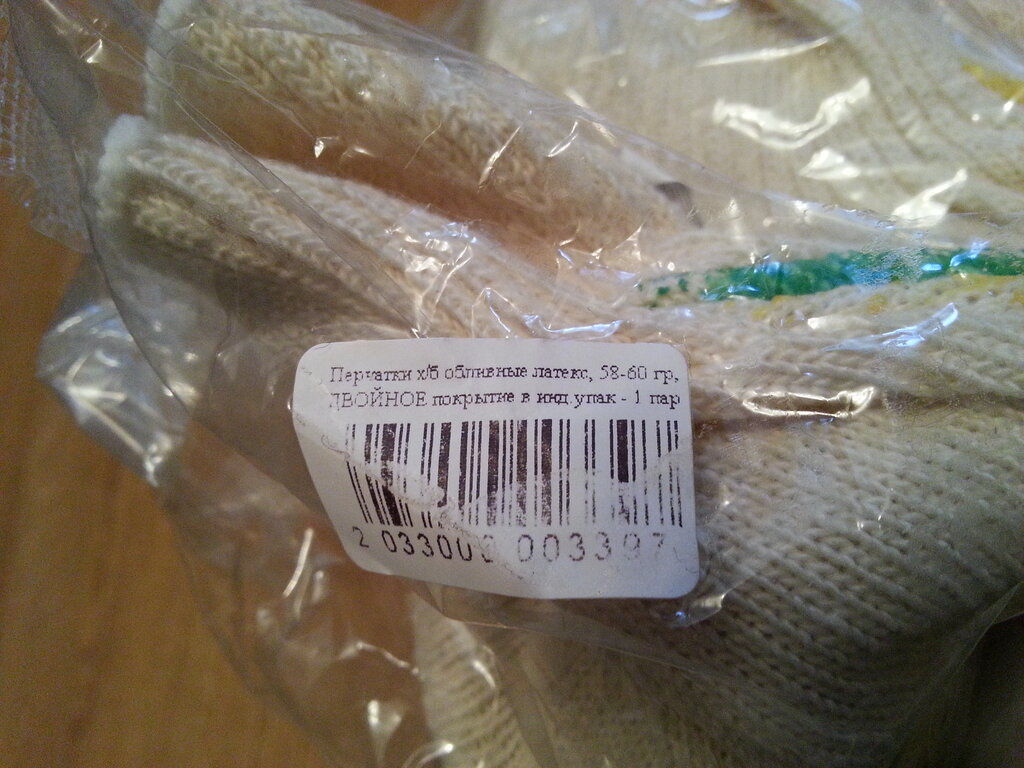 Перчатки х/б обливные латекс, 58-60 гр,
ДВОЙНОЕ покрытие в инд.упак - 1 пар
2 033000 003397